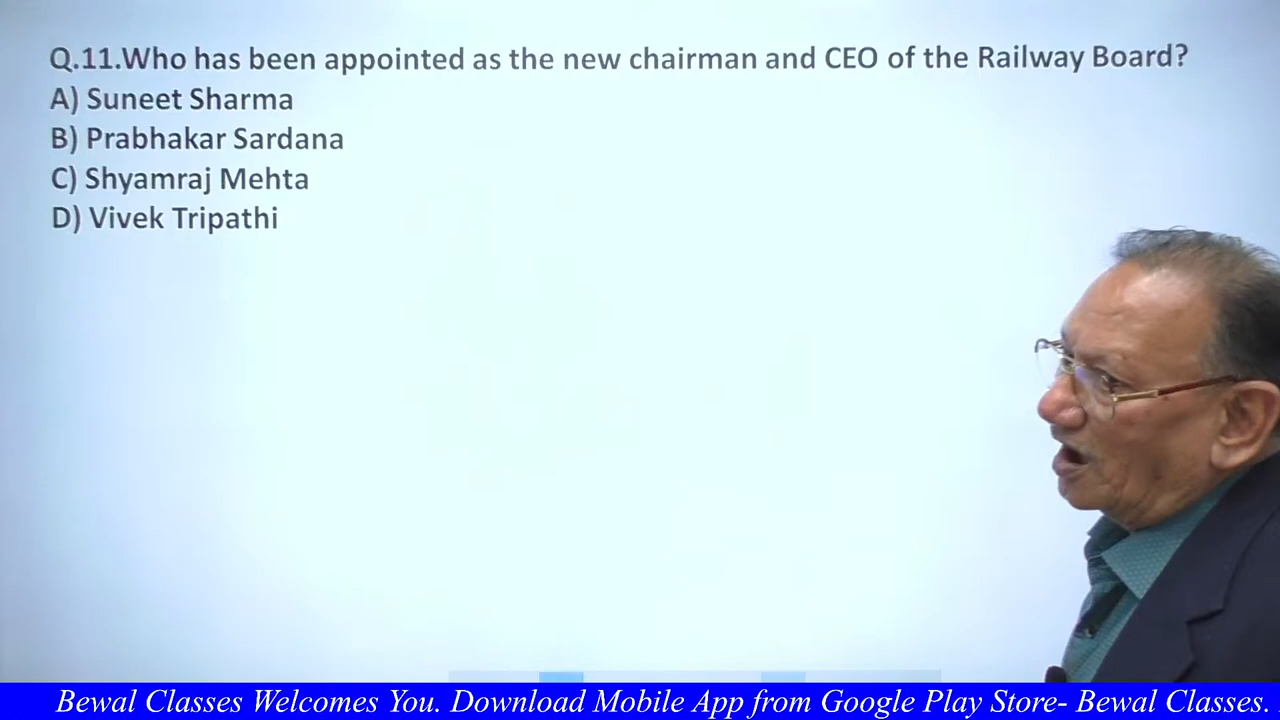 Q.11.Who has been appointed as the new chairman and CEO of the Railway Board?
A) Suneet Sharma
B) Prabhakar Sardana
C) Shyamraj Mehta
D) Vivek Tripathi
Bewal Classes Welcomes You. Download Mobile App from Google Play Store- Bewal Classes.